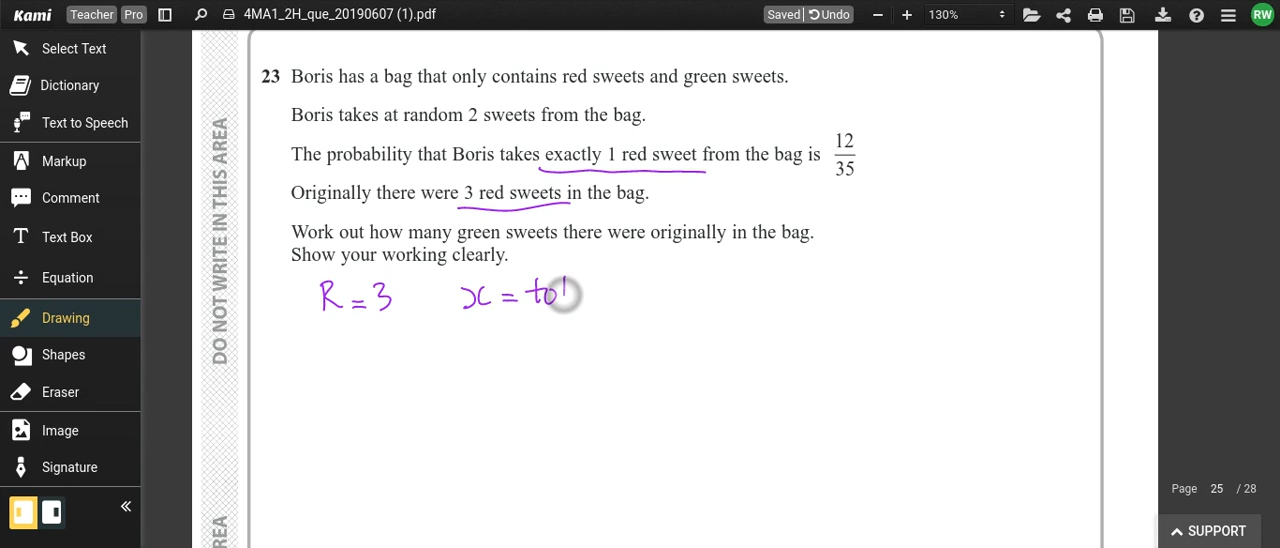 Kami Teacher Pro 4MA1_2H_que_20190607 (1).pdf Saved Undo 130% RW
Select Text
Dictionary
Text to Speech
Markup
Comment
Text Box
Equation
Drawing
Shapes
Eraser
Image
Signature
DO NOT WRITE IN THIS AREA
REA
23 Boris has a bag that only contains red sweets and green sweets.
Boris takes at random 2 sweets from the bag.
The probability that Boris takes exactly 1 red sweet from the bag is 12/35
Originally there were 3 red sweets in the bag.
Work out how many green sweets there were originally in the bag.
Show your working clearly.
R = 3 x =
Page 25 / 28
SUPPORT